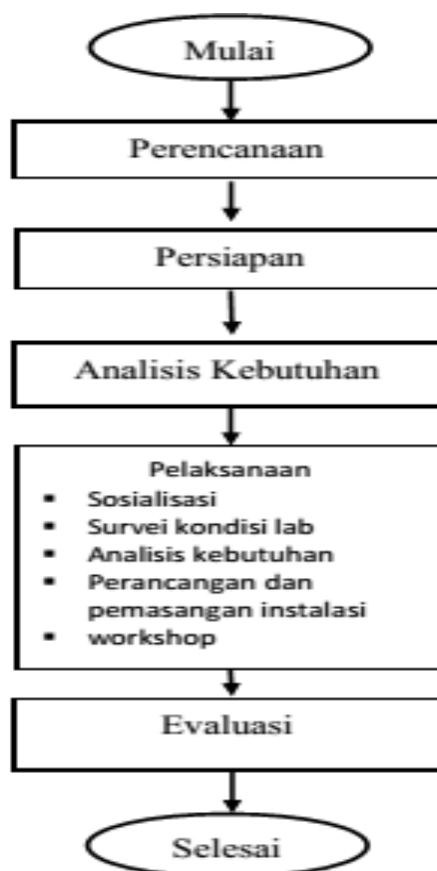 Mulai
Perencanaan
Persiapan
Analisis Kebutuhan
Pelaksanaan
▪ Sosialisasi
▪ Survei kondisi lab
▪ Analisis kebutuhan
▪ Perancangan dan
pemasangan instalasi
▪ workshop
Evaluasi
Selesai